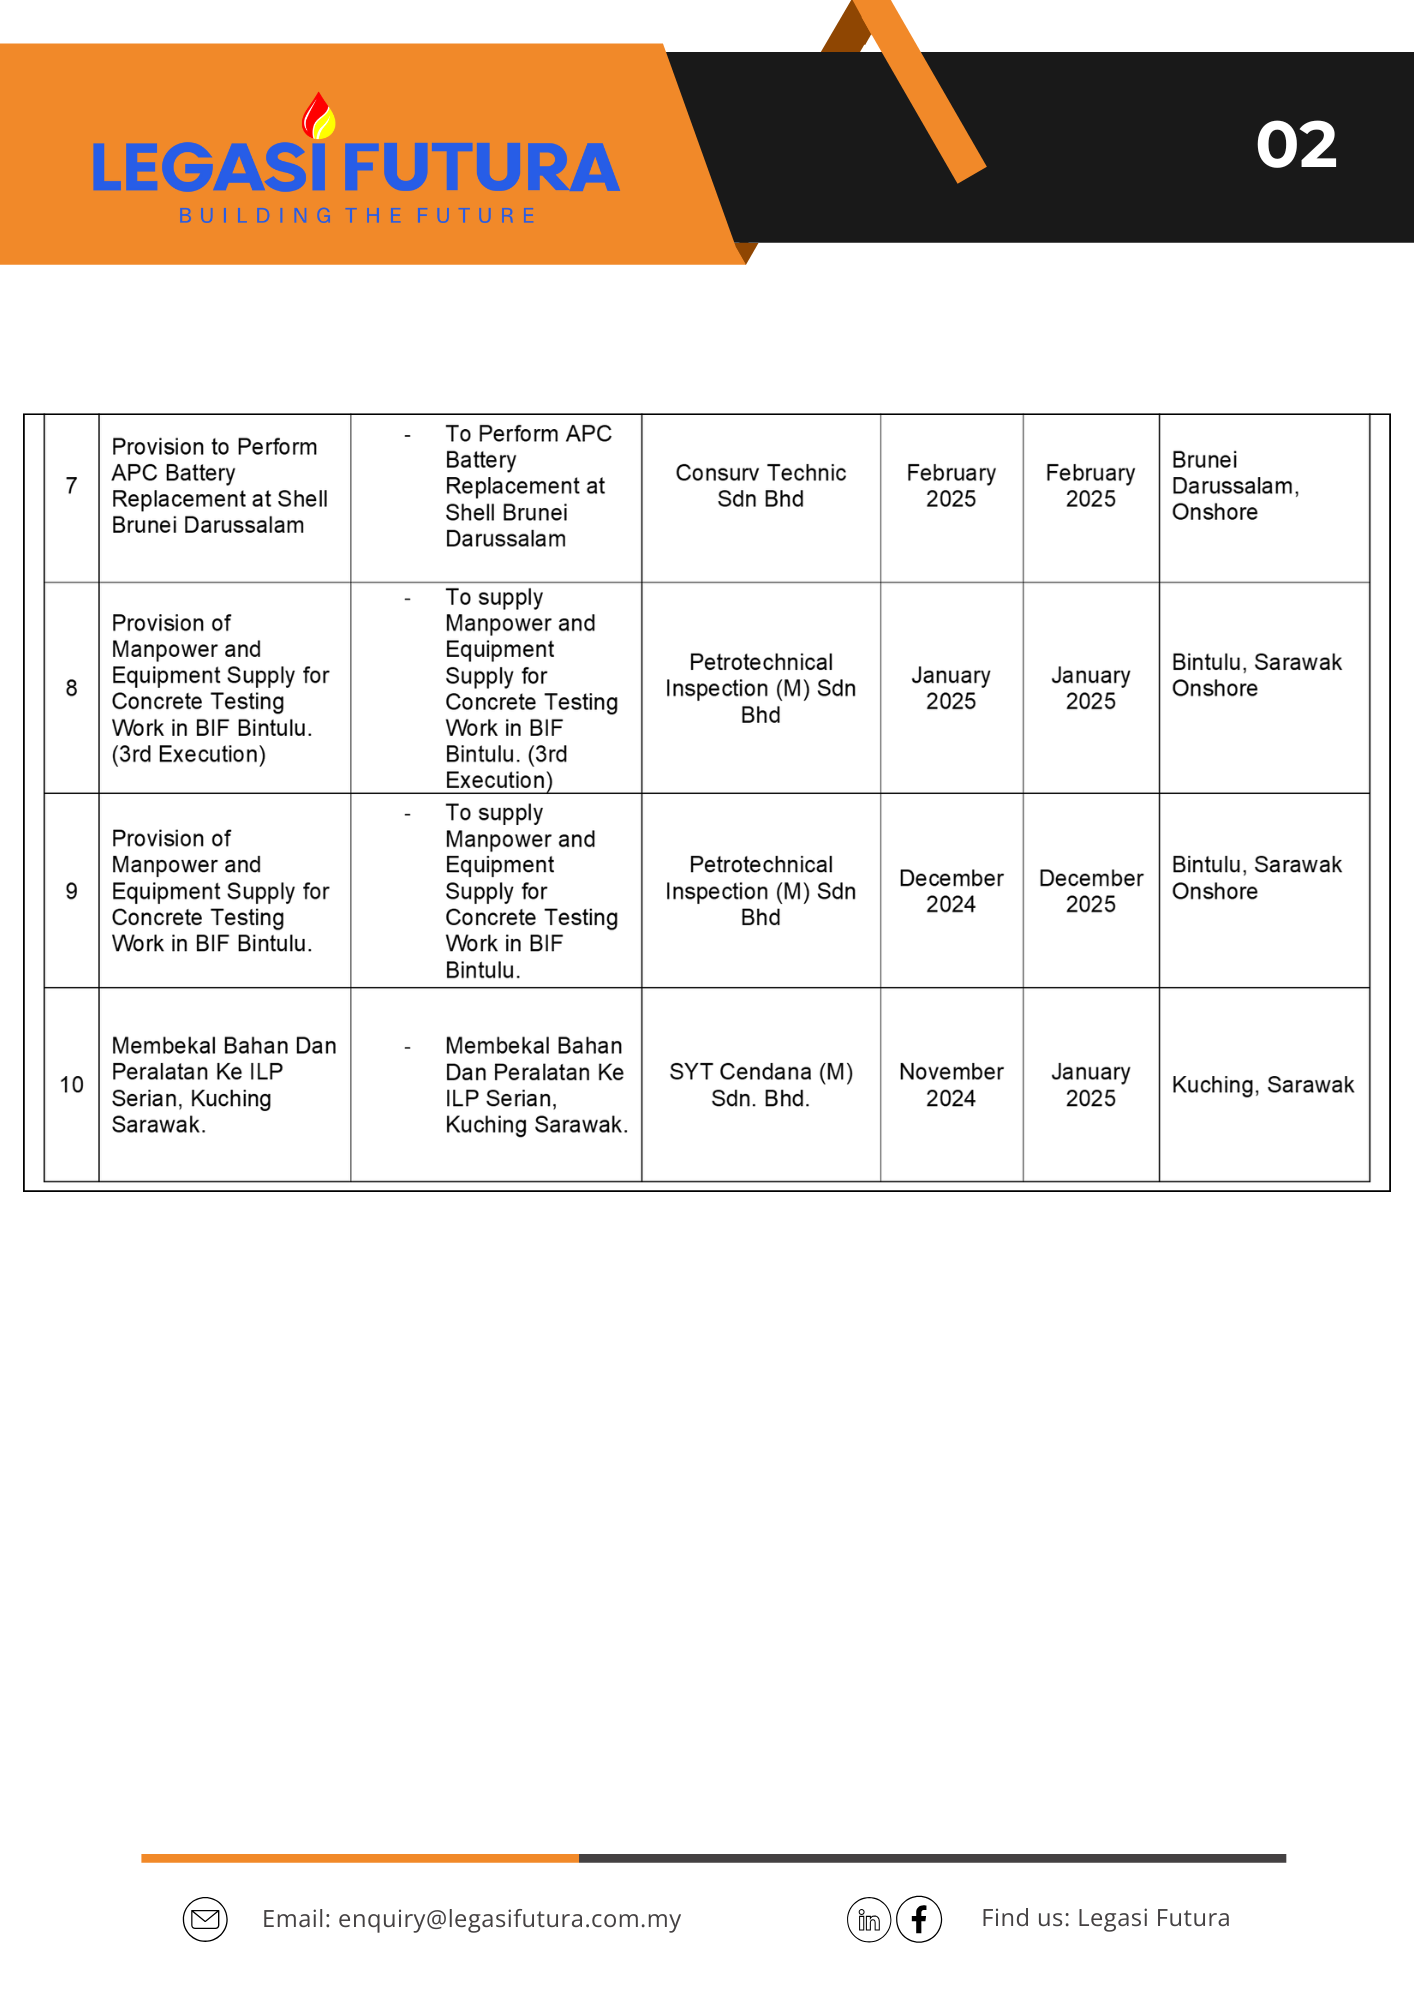 02
LEGASI FUTURA
BUILDING THE FUTURE
7
Provision to Perform
APC Battery
Replacement at Shell
Brunei Darussalam
- To Perform APC
Battery
Replacement at
Shell Brunei
Darussalam
Consurv Technic
Sdn Bhd
February
2025
February
2025
Brunei
Darussalam,
Onshore
8
Provision of
Manpower and
Equipment Supply for
Concrete Testing
Work in BIF Bintulu.
(3rd Execution)
- To supply
Manpower and
Equipment
Supply for
Concrete Testing
Work in BIF
Bintulu. (3rd
Execution)
Petrotechnical
Inspection (M) Sdn
Bhd
January
2025
January
2025
Bintulu, Sarawak
Onshore
9
Provision of
Manpower and
Equipment Supply for
Concrete Testing
Work in BIF Bintulu.
- To supply
Manpower and
Equipment
Supply for
Concrete Testing
Work in BIF
Bintulu.
Petrotechnical
Inspection (M) Sdn
Bhd
December
2024
December
2025
Bintulu, Sarawak
Onshore
10
Membekal Bahan Dan
Peralatan Ke ILP
Serian, Kuching
Sarawak.
- Membekal Bahan
Dan Peralatan Ke
ILP Serian,
Kuching Sarawak.
SYT Cendana (M)
Sdn. Bhd.
November
2024
January
2025
Kuching, Sarawak
Email: enquiry@legasifutura.com.my
in f
Find us: Legasi Futura